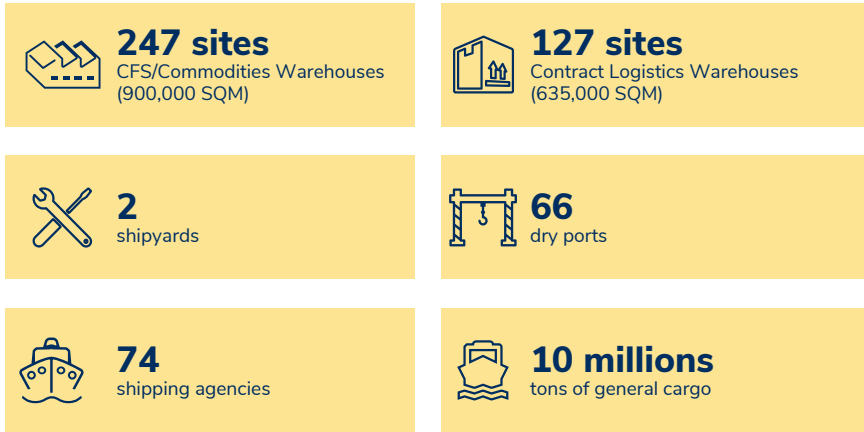 247 sites
CFS/Commodities Warehouses
(900,000 SQM)
127 sites
Contract Logistics Warehouses
(635,000 SQM)
2
shipyards
66
dry ports
74
shipping agencies
10 millions
tons of general cargo